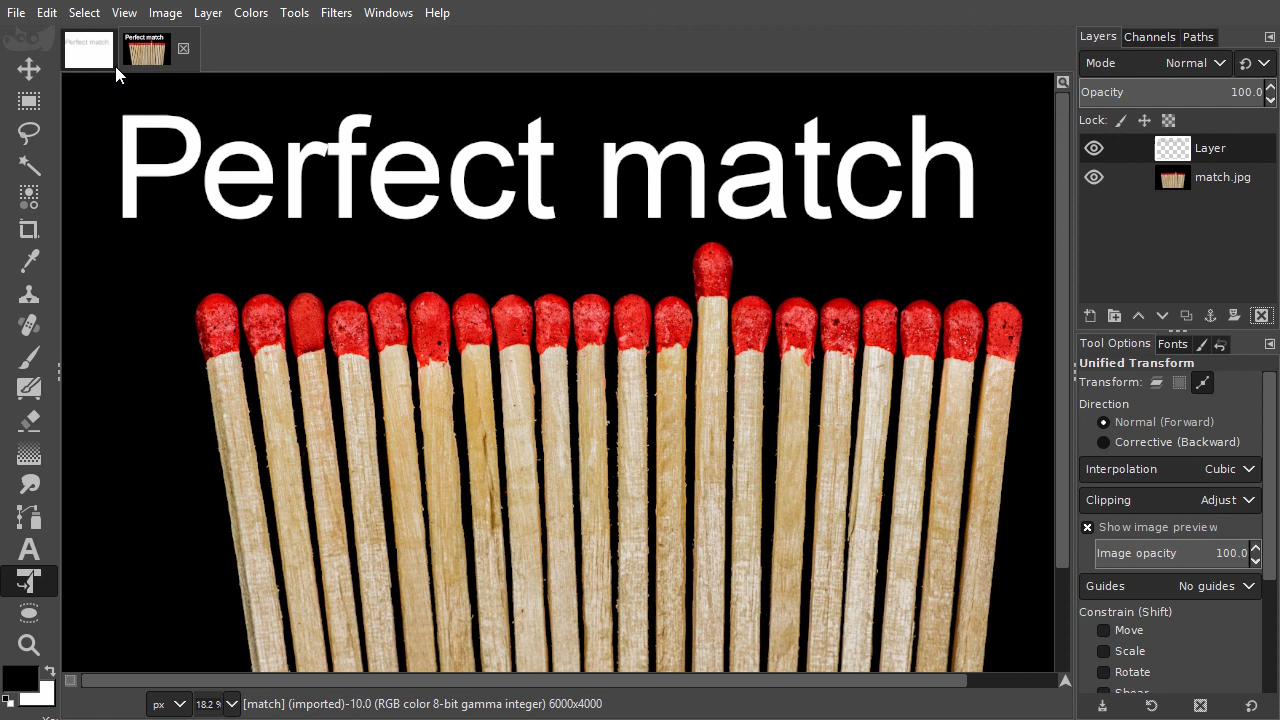 File Edit Select View Image Layer Colors Tools Filters Windows Help
Perfect match
Perfect match
Perfect match
Layers Channels Paths
Mode Normal
Opacity 100.0
Lock:
Layer
match.jpg
Tool Options Fonts
Unified Transform
Transform:
Direction
Normal (Forward)
Corrective (Backward)
Interpolation Cubic
Clipping Adjust
Show image preview
Image opacity 100.0
Guides No guides
Constrain (Shift)
Move
Scale
Rotate
Shear
px 18.2 % [match] (imported)-10.0 (RGB color 8-bit gamma integer) 6000x4000